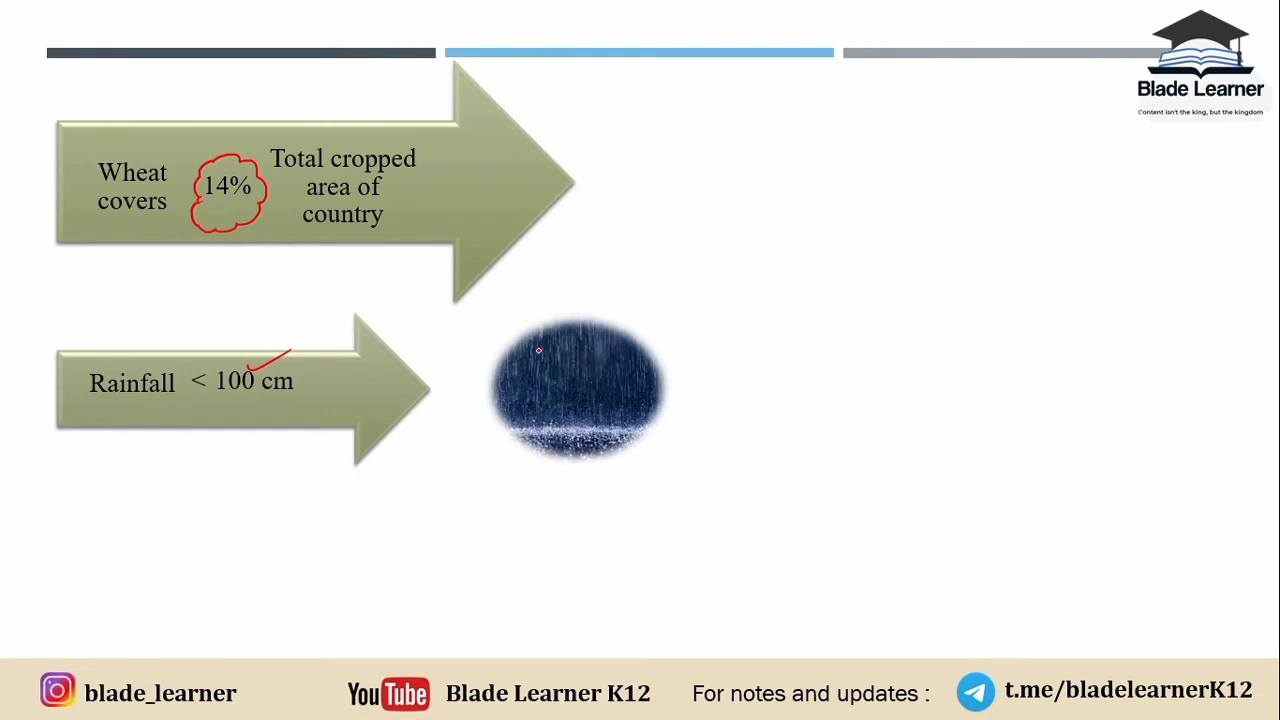 Blade Learner
Content isn't the king, but the kingdom
Wheat
covers
14%
Total cropped
area of
country
Rainfall < 100 cm
blade_learner
YouTube
Blade Learner K12
For notes and updates :
t.me/bladelearnerK12